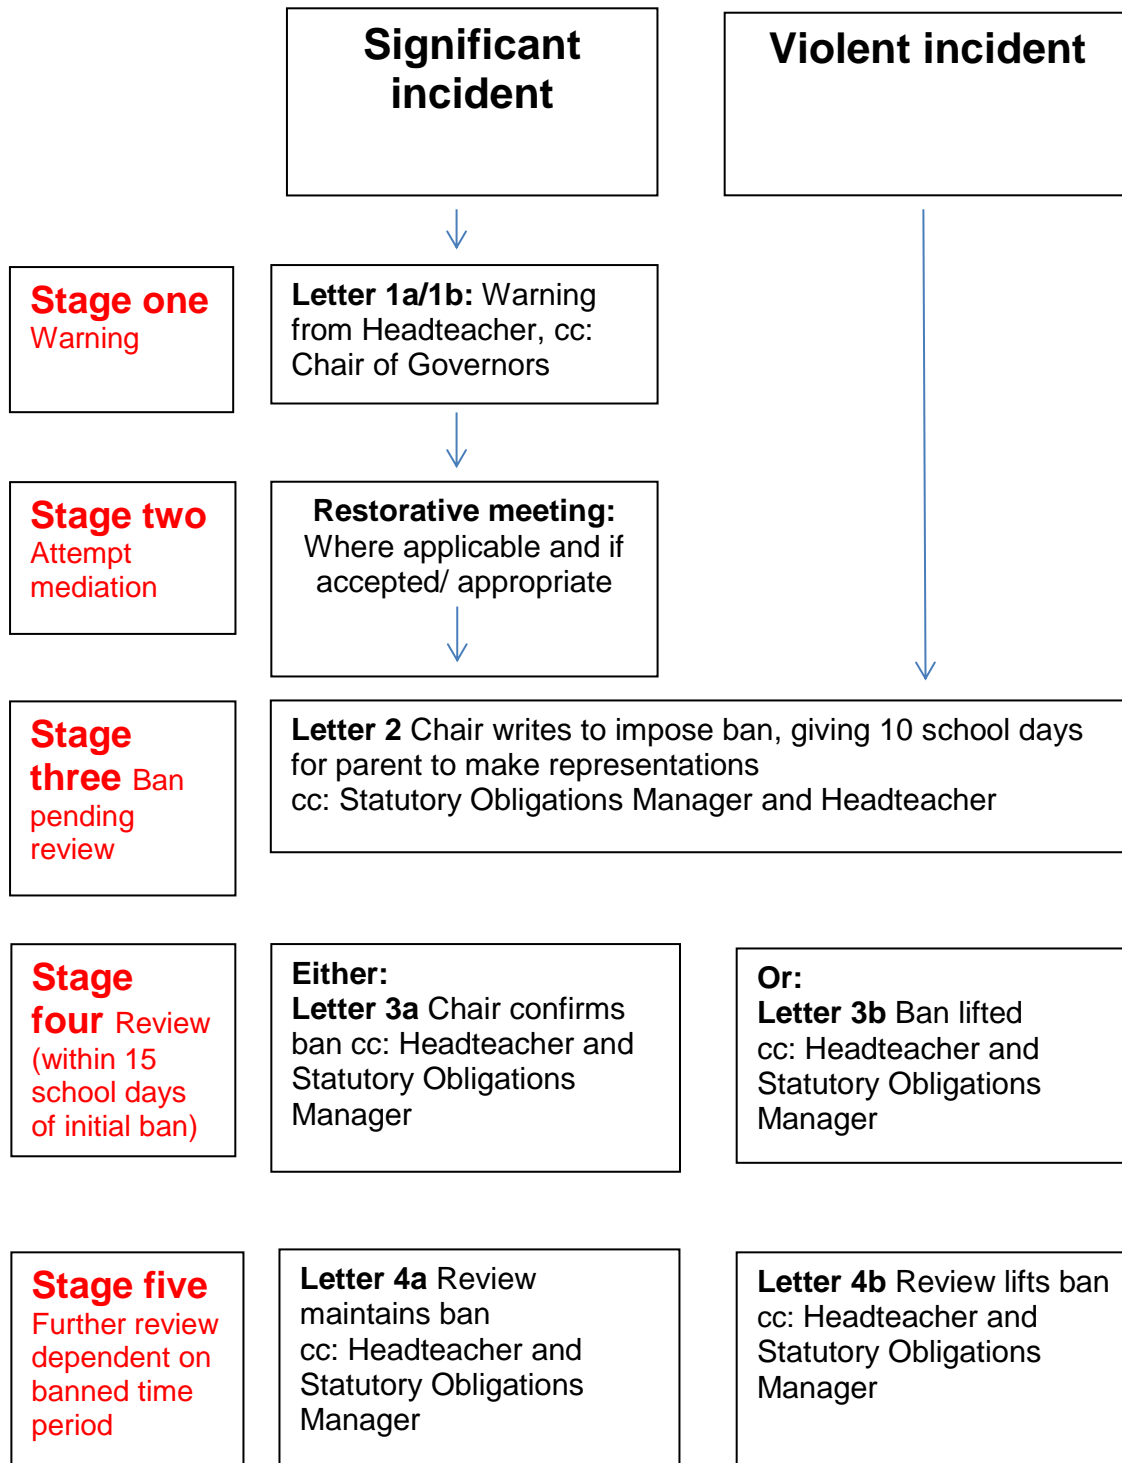 Significant
incident
Violent incident
Stage one
Warning
Letter 1a/1b: Warning
from Headteacher, cc:
Chair of Governors
Stage two
Attempt
mediation
Restorative meeting:
Where applicable and if
accepted/ appropriate
Stage
three Ban
pending
review
Letter 2 Chair writes to impose ban, giving 10 school days
for parent to make representations
cc: Statutory Obligations Manager and Headteacher
Stage
four Review
(within 15
school days
of initial ban)
Either:
Letter 3a Chair confirms
ban cc: Headteacher and
Statutory Obligations
Manager
Or:
Letter 3b Ban lifted
cc: Headteacher and
Statutory Obligations
Manager
Stage five
Further review
dependent on
banned time
period
Letter 4a Review
maintains ban
cc: Headteacher and
Statutory Obligations
Manager
Letter 4b Review lifts ban
cc: Headteacher and
Statutory Obligations
Manager